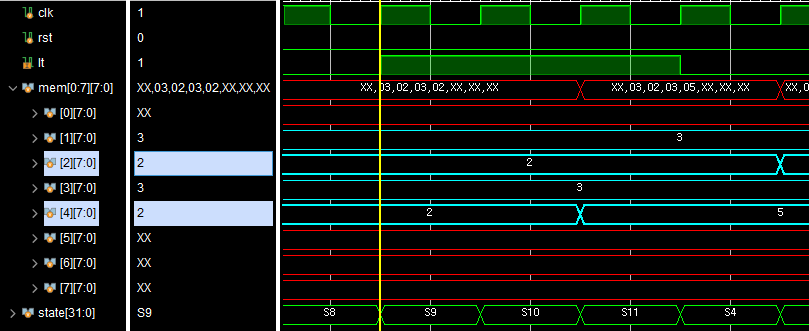 clk 1
rst 0
lt 1
mem[0:7][7:0] XX,03,02,03,02,XX,XX,XX XX,03,02,03,02,XX,XX,XX XX,03,02,03,05,XX,XX,XX XX,0
[0][7:0] XX
[1][7:0] 3 3
[2][7:0] 2 2
[3][7:0] 3 3
[4][7:0] 2 2 5
[5][7:0] XX
[6][7:0] XX
[7][7:0] XX
state[31:0] S9 S8 S9 S10 S11 S4